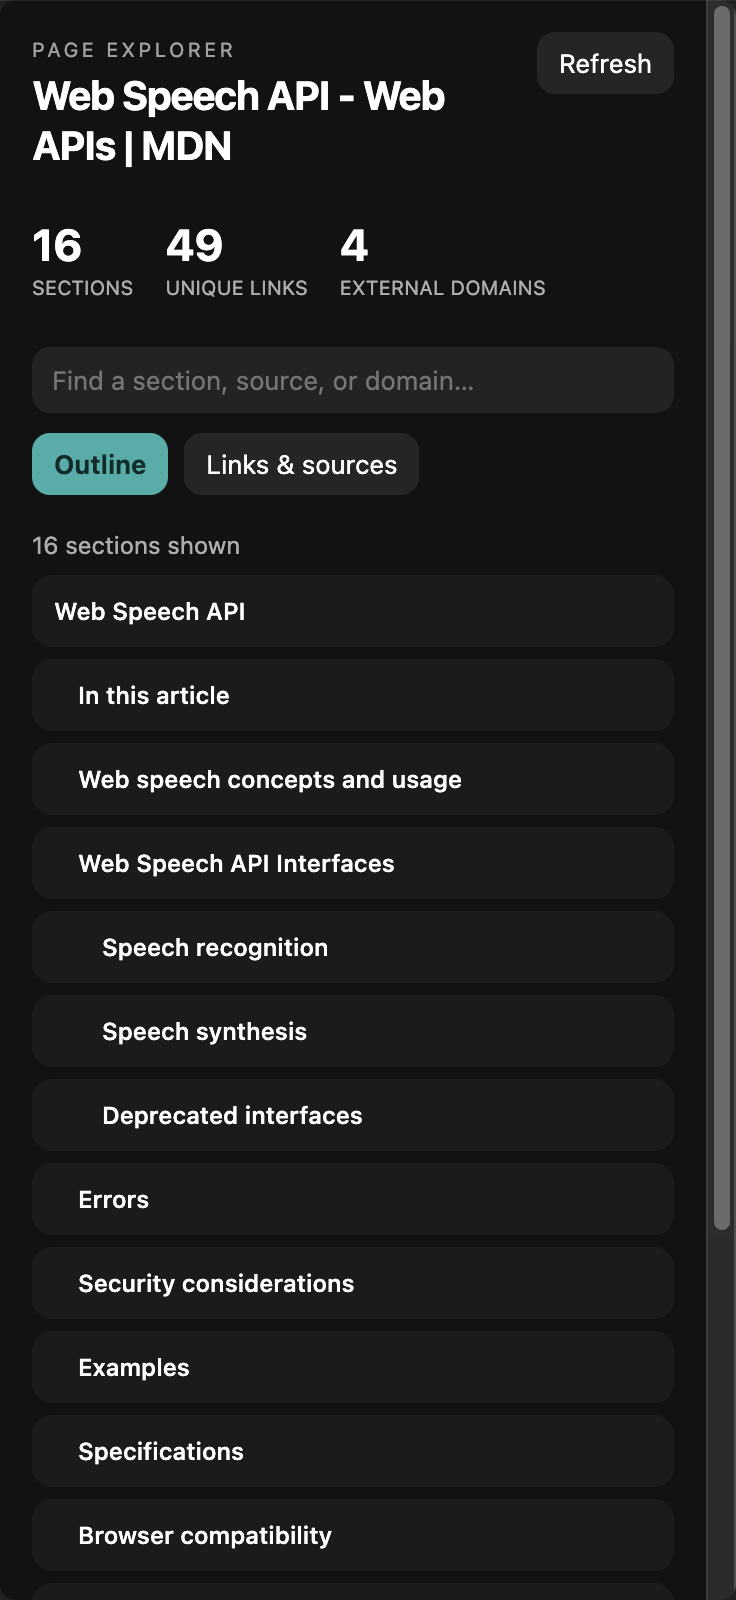 PAGE EXPLORER
Refresh
Web Speech API - Web
APIs | MDN
16
SECTIONS
49
UNIQUE LINKS
4
EXTERNAL DOMAINS
Find a section, source, or domain...
Outline
Links & sources
16 sections shown
Web Speech API
In this article
Web speech concepts and usage
Web Speech API Interfaces
Speech recognition
Speech synthesis
Deprecated interfaces
Errors
Security considerations
Examples
Specifications
Browser compatibility